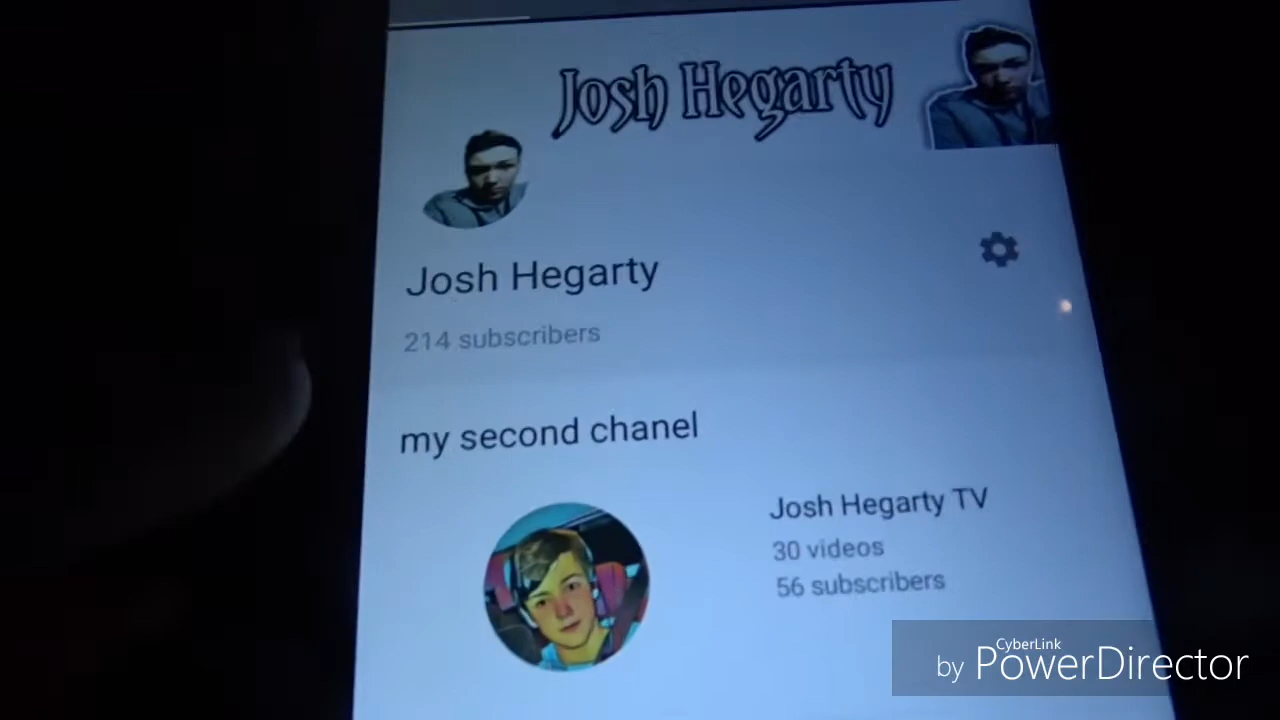 Josh Hegarty
Josh Hegarty
214 subscribers
my second chanel
Josh Hegarty TV
30 videos
56 subscribers
CyberLink
by PowerDirector